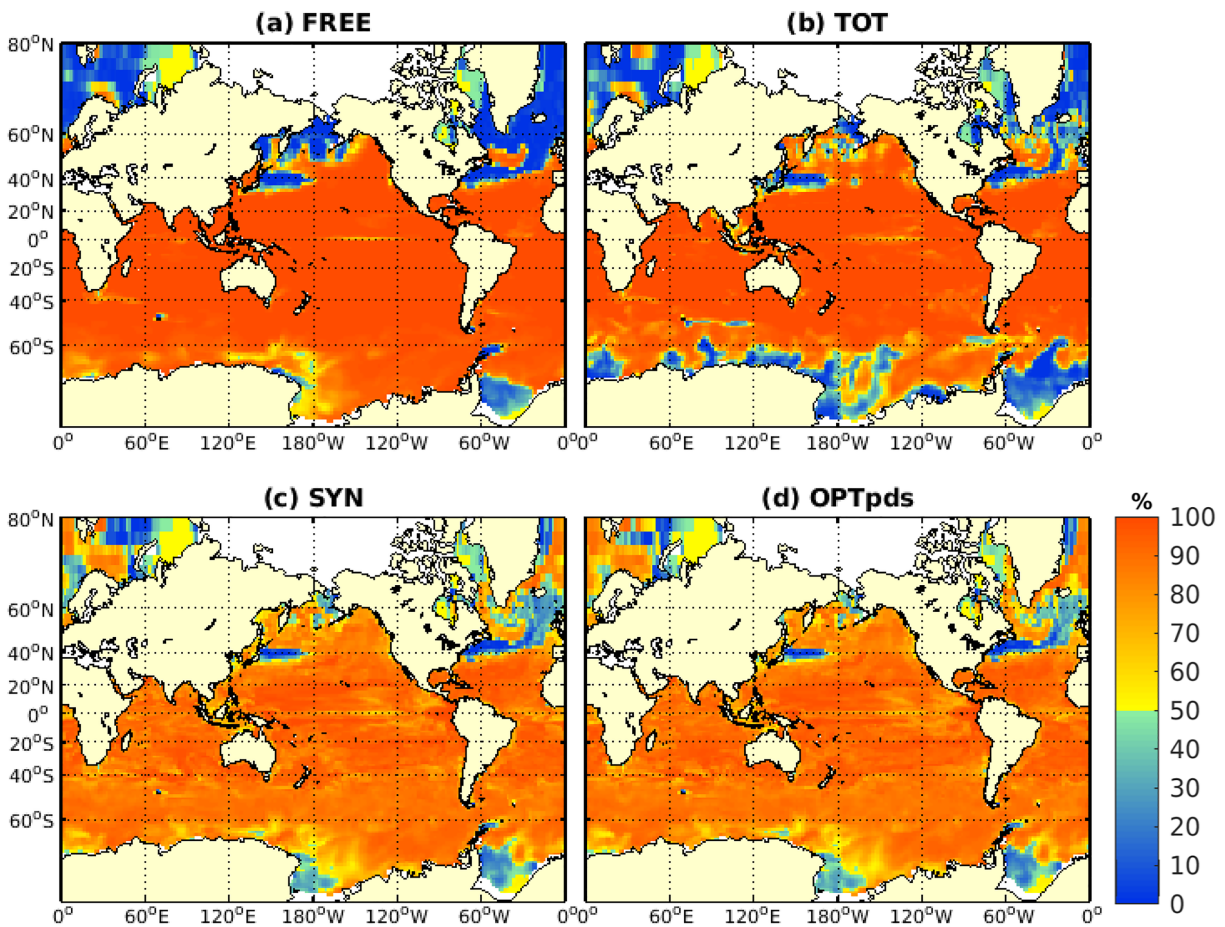 (a) FREE (b) TOT
80°N
60°N
40°N
20°N
0°
20°S
40°S
60°S
0° 60°E 120°E 180°W 120°W 60°W 0° 0° 60°E 120°E 180°W 120°W 60°W 0°
(c) SYN (d) OPTpds
80°N
60°N
40°N
20°N
0°
20°S
40°S
60°S
0° 60°E 120°E 180°W 120°W 60°W 0° 0° 60°E 120°E 180°W 120°W 60°W 0°
%
100
90
80
70
60
50
40
30
20
10
0